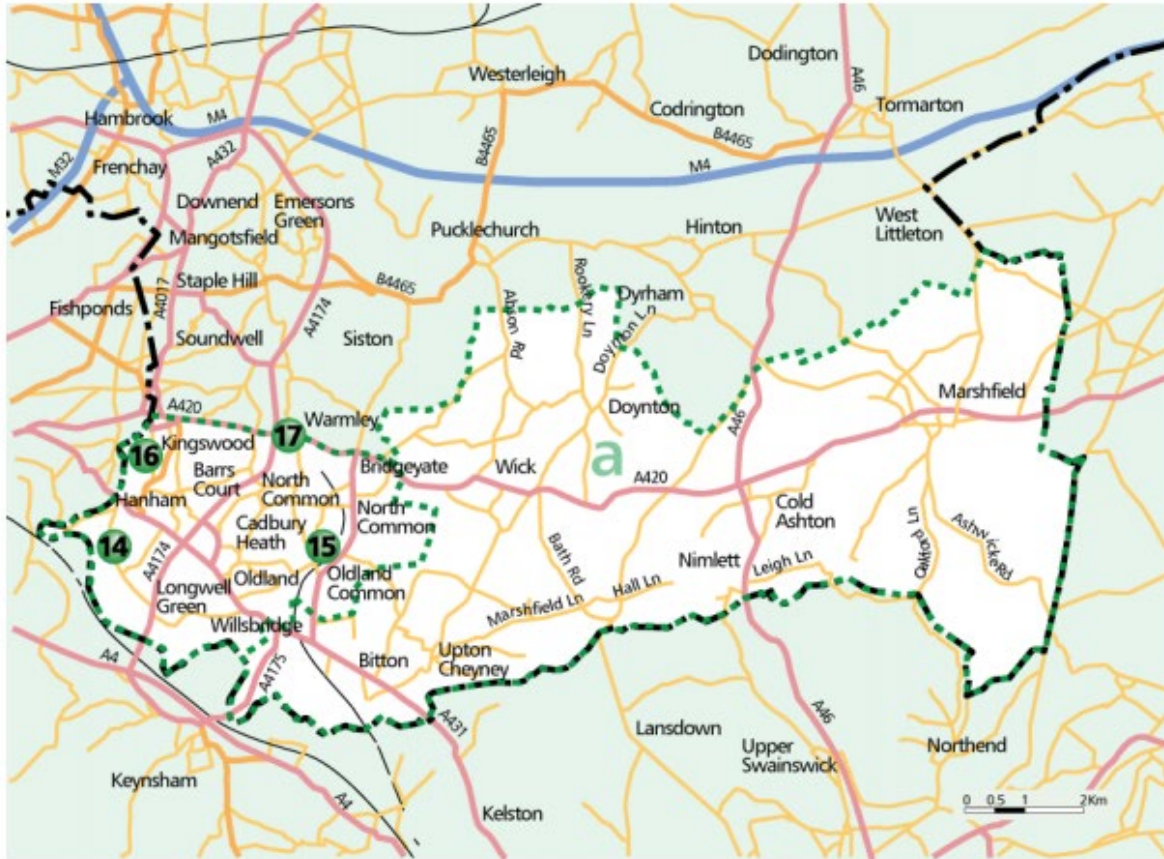 Dodington
A46
Westerleigh
Codrington
Tormarton
Hambrook
M4
B4465
B4465
M4
M32
A432
Frenchay
Downend
Emersons
Green
Pucklechurch
Hinton
West
Littleton
Mangotsfield
Staple Hill
B4465
Rookery Ln
Dyrham
Fishponds
A4017
A4174
Abson Rd
Doynton Ln
Soundwell
Siston
Marshfield
A420
Warmley
Doynton
A46
17
16
Kingswood
Barrs
Court
Bridgeyate
Wick
a
A420
Hanham
North
Common
North
Common
Cold
Ashton
Cadbury
Heath
14
15
A4174
Bath Rd
Nimlett
Leigh Ln
Oldford Ln
Ashwicke Rd
Longwell
Green
Oldland
Oldland
Common
Hall Ln
Marshfield Ln
Willsbridge
Bitton
Upton
Cheyney
A4
A4175
A431
Lansdown
A46
Upper
Swainswick
Northend
Keynsham
A4
Kelston
0 0.5 1 2Km